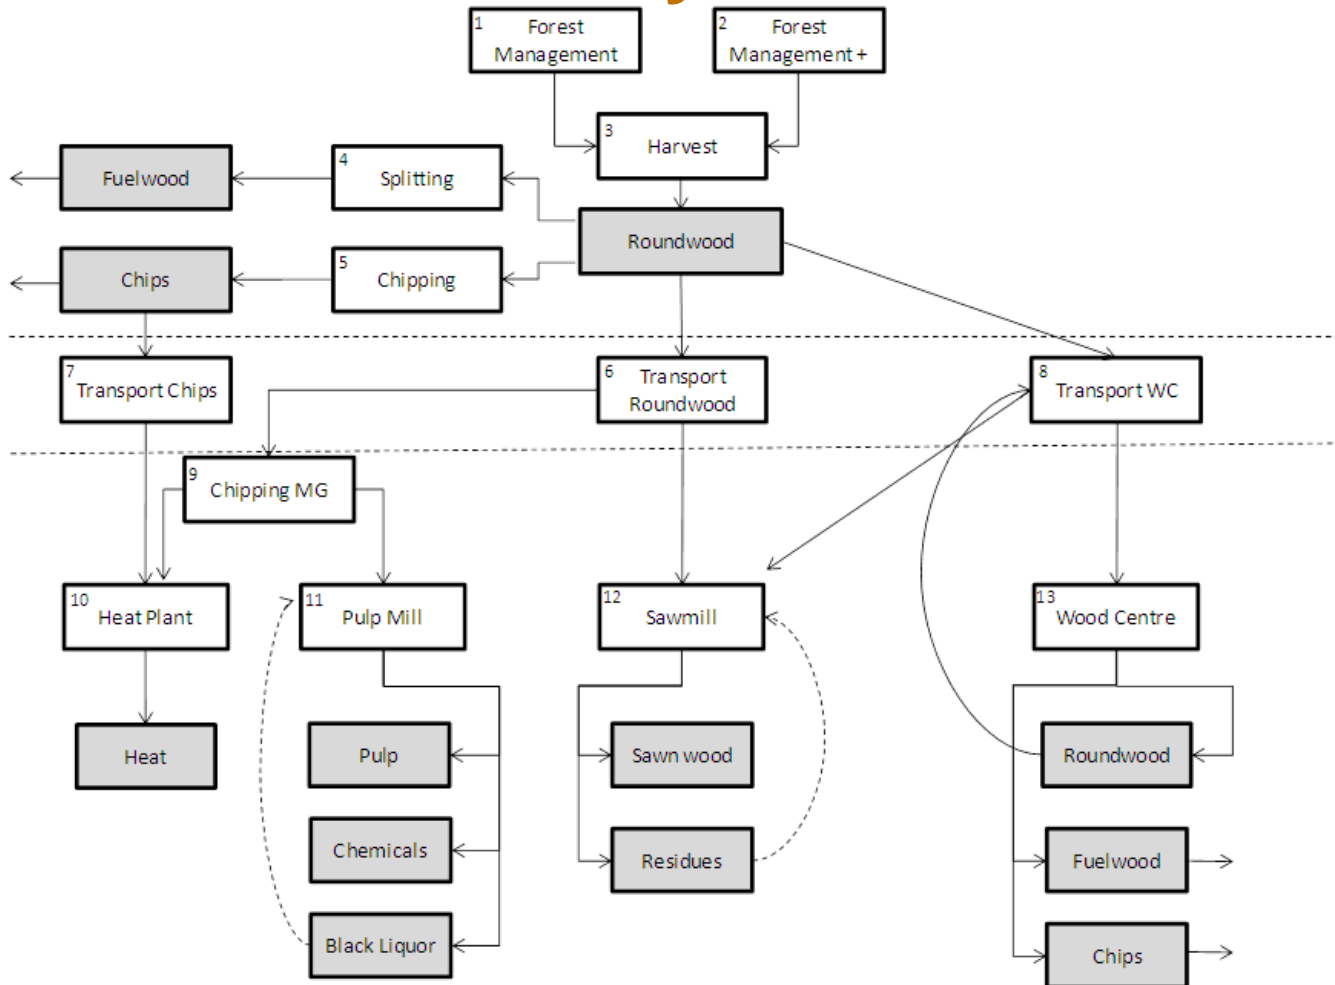 1
Forest
Management
2
Forest
Management +
3
Harvest
Fuelwood
4
Splitting
Roundwood
Chips
5
Chipping
7
Transport Chips
6
Transport
Roundwood
8
Transport WC
9
Chipping MG
10
Heat Plant
11
Pulp Mill
12
Sawmill
13
Wood Centre
Heat
Pulp
Sawn wood
Roundwood
Chemicals
Residues
Fuelwood
Black Liquor
Chips